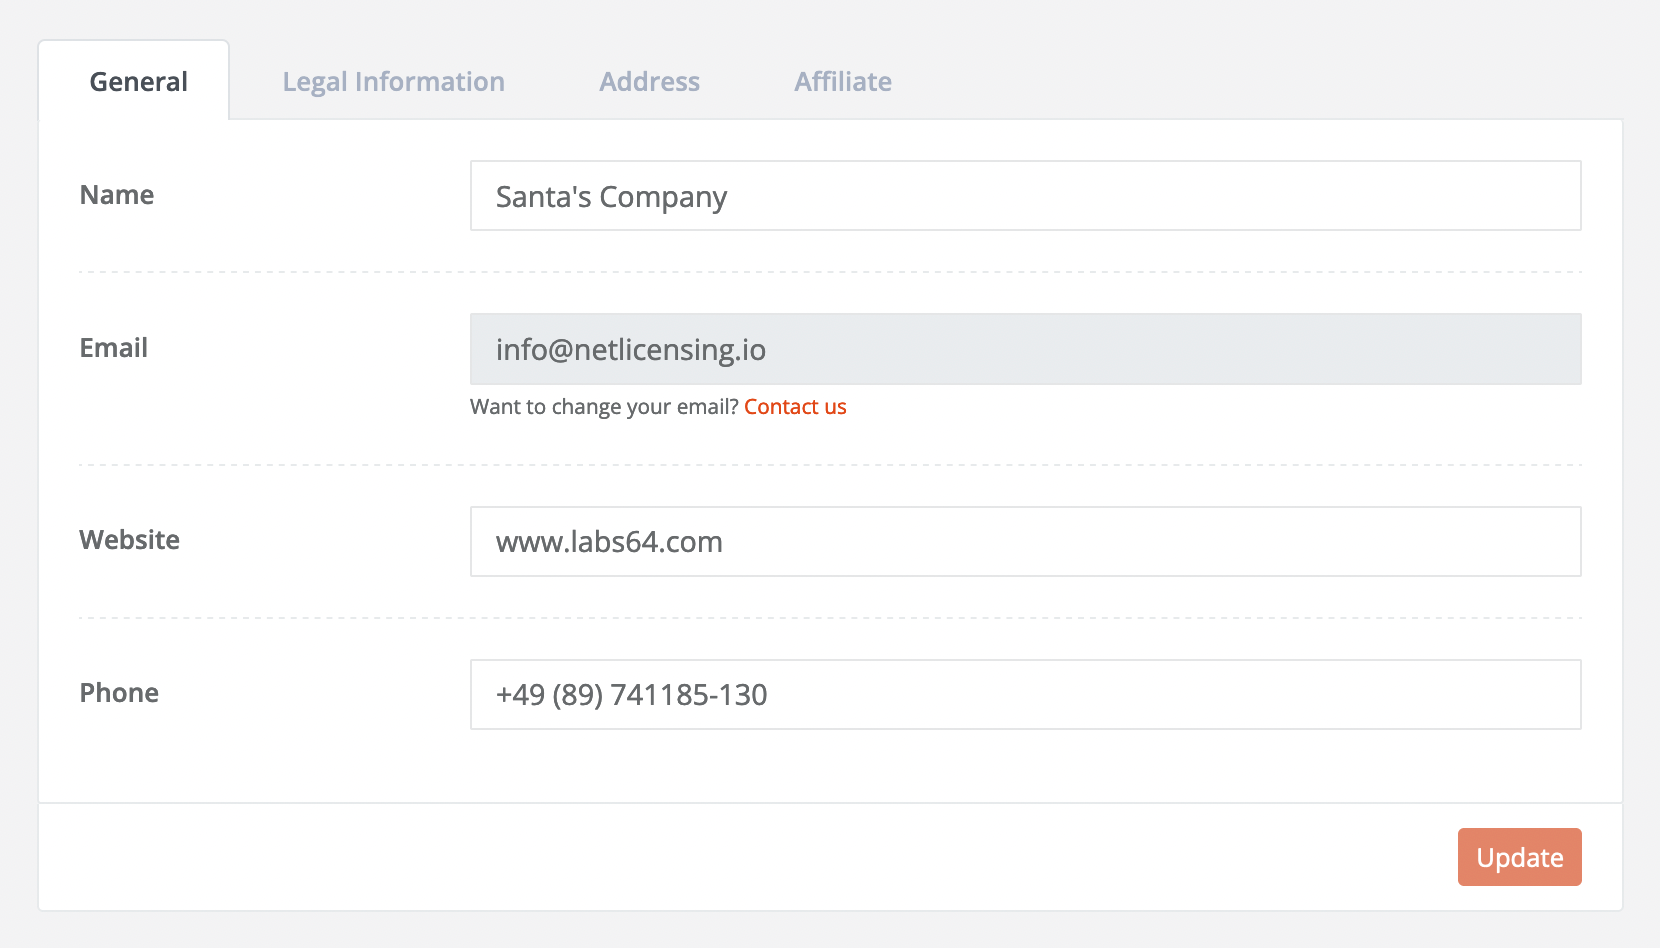 General Legal Information Address Affiliate
Name Santa's Company
Email info@netlicensing.io
Want to change your email? Contact us
Website www.labs64.com
Phone +49 (89) 741185-130
Update